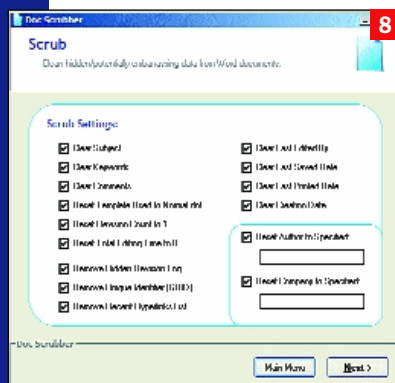 Doc Scrubber
8
Scrub
Clean hidden/potentially embarrassing data from Word documents.
Scrub Settings:
Clear Subject
Clear Keywords
Clear Comments
Reset Template Used to Normal.dot
Reset Revision Count to 1
Reset Total Editing Time to 0
Remove Hidden Revision Log
Remove Unique Identifier (GUID)
Remove Recent Hyperlinks List
Clear Last Edited By
Clear Last Saved Date
Clear Last Printed Date
Clear Creation Date
Reset Author to Specified:
Reset Company to Specified:
Doc Scrubber
Main Menu
Next >